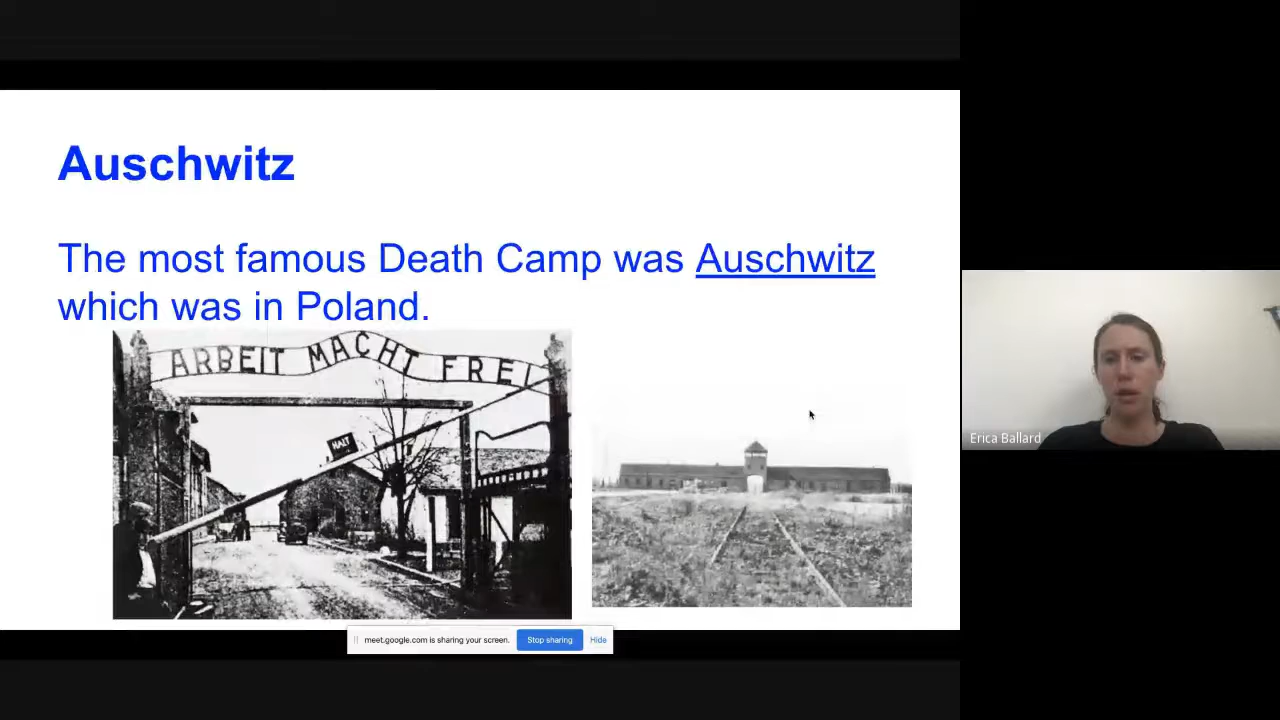 Auschwitz
The most famous Death Camp was Auschwitz
which was in Poland.
ARBEIT MACHT FREI
HALT
Erica Ballard
meet.google.com is sharing your screen. Stop sharing Hide